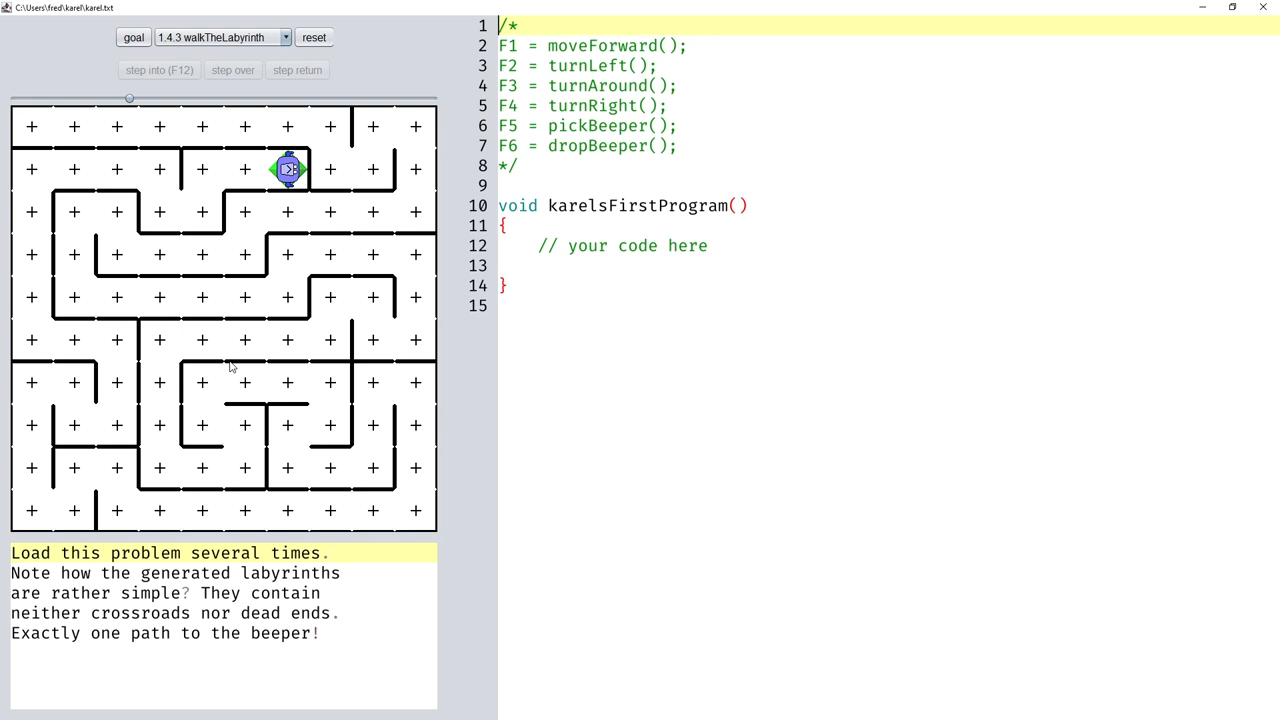 C:\Users\fred\karel\karel.txt
goal 1.4.3 walkTheLabyrinth reset
step into (F12) step over step return
Load this problem several times.
Note how the generated labyrinths
are rather simple? They contain
neither crossroads nor dead ends.
Exactly one path to the beeper!
1 /*
2 F1 = moveForward();
3 F2 = turnLeft();
4 F3 = turnAround();
5 F4 = turnRight();
6 F5 = pickBeeper();
7 F6 = dropBeeper();
8 */
9
10 void karelsFirstProgram()
11 {
12 // your code here
13
14 }
15